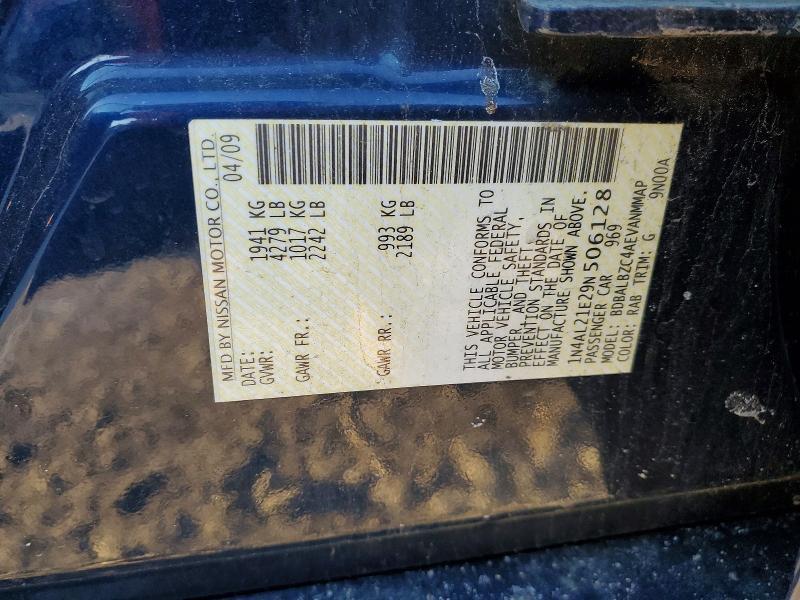 MFD BY NISSAN MOTOR CO., LTD.
DATE: 04/09
GVWR: 1941 KG
4279 LB
GAWR FR.: 1017 KG
2242 LB
GAWR RR.: 993 KG
2189 LB
THIS VEHICLE CONFORMS TO
ALL APPLICABLE FEDERAL
MOTOR VEHICLE SAFETY,
BUMPER, AND THEFT
PREVENTION STANDARDS IN
EFFECT ON THE DATE OF
MANUFACTURE SHOWN ABOVE.
1N4AL21E29N506128
PASSENGER CAR 969
MODEL: BDBALBZC4AEVANMMAP
COLOR: RAB TRIM: G 9N00A